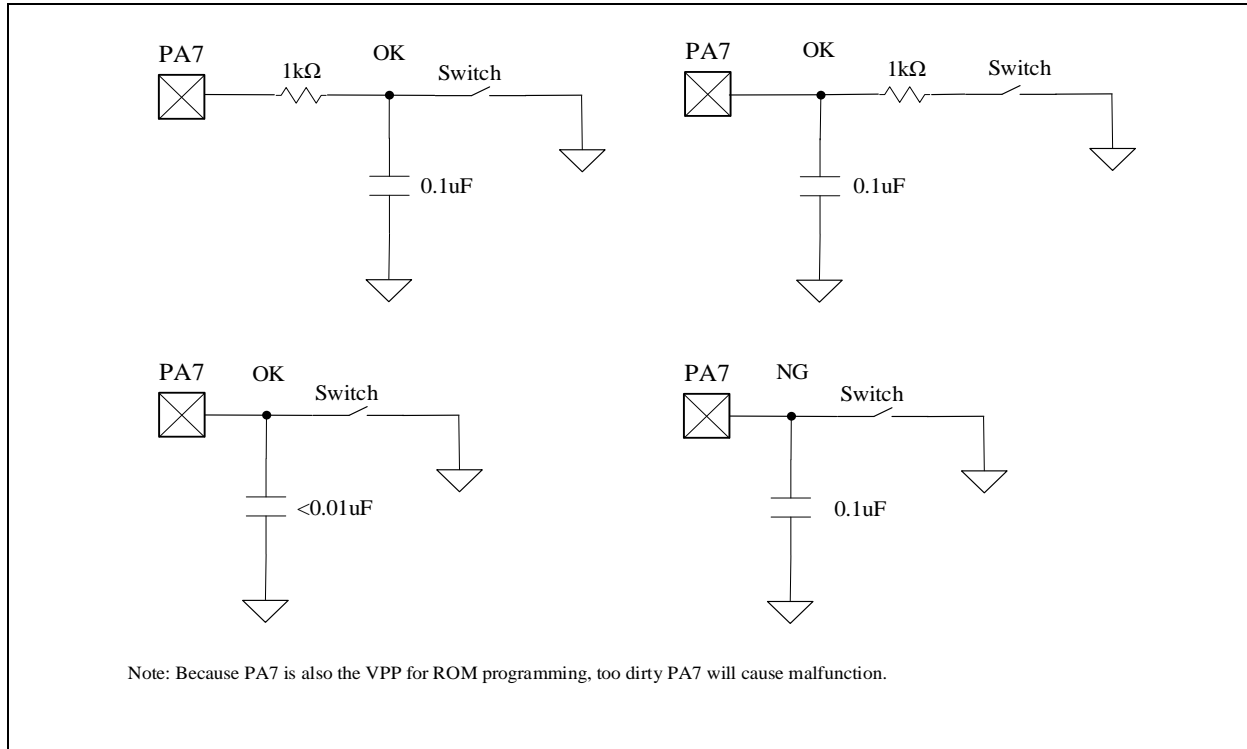 PA7
OK
1kΩ
Switch
0.1uF
PA7
OK
1kΩ
Switch
0.1uF
PA7
OK
Switch
<0.01uF
PA7
NG
Switch
0.1uF
Note: Because PA7 is also the VPP for ROM programming, too dirty PA7 will cause malfunction.